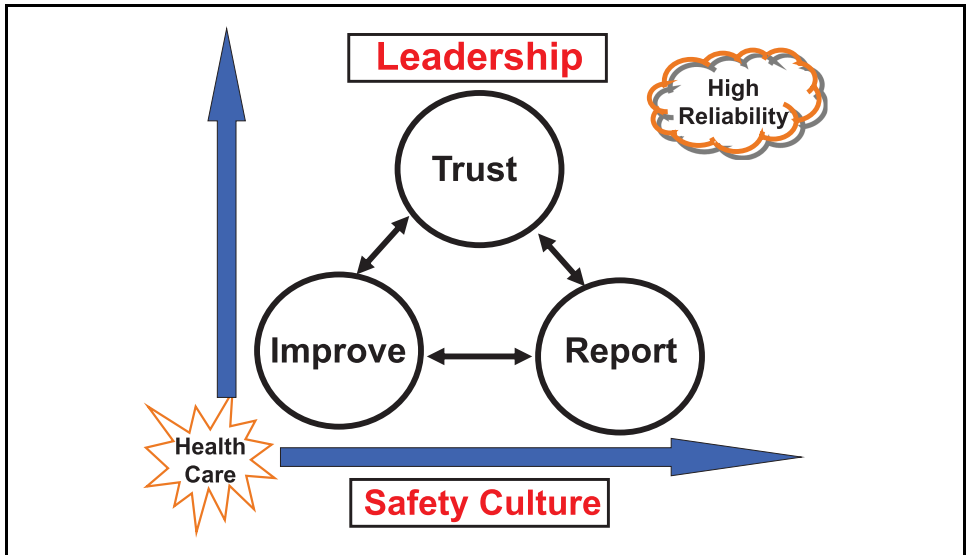 Leadership
High
Reliability
Trust
Improve
Report
Health
Care
Safety Culture